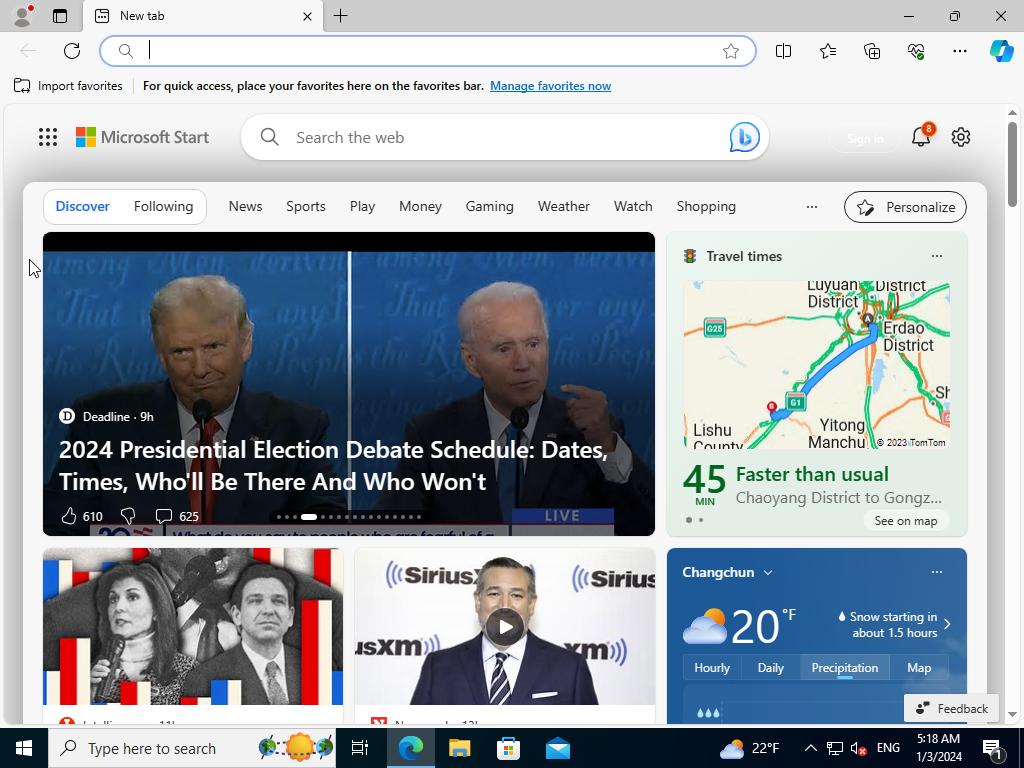 New tab
Import favorites
For quick access, place your favorites here on the favorites bar. Manage favorites now
Microsoft Start
Search the web
Sign in
8
Discover
Following
News
Sports
Play
Money
Gaming
Weather
Watch
Shopping
Personalize
D Deadline · 9h
2024 Presidential Election Debate Schedule: Dates,
Times, Who'll Be There And Who Won't
610
625
LIVE
Travel times
Luyuan District
District
G25
Erdao
District
G1
Lishu
County
Yitong
Manchu
© 2023 TomTom
45
MIN
Faster than usual
Chaoyang District to Gongz...
See on map
SiriusX
Sirius
usxm
xm
Changchun
20 °F
Snow starting in
about 1.5 hours
Hourly
Daily
Precipitation
Map
Feedback
Type here to search
22°F
ENG
5:18 AM
1/3/2024
1